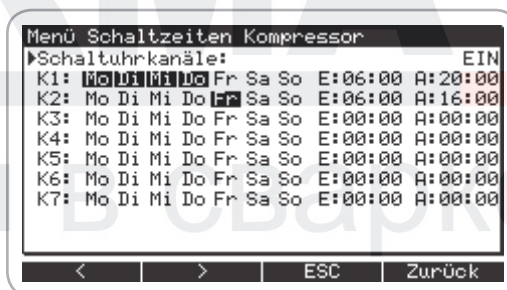 Menü Schaltzeiten Kompressor
▶Schaltuhrkanäle: EIN
K1: Mo Di Mi Do Fr Sa So E:06:00 A:20:00
K2: Mo Di Mi Do Fr Sa So E:06:00 A:16:00
K3: Mo Di Mi Do Fr Sa So E:00:00 A:00:00
K4: Mo Di Mi Do Fr Sa So E:00:00 A:00:00
K5: Mo Di Mi Do Fr Sa So E:00:00 A:00:00
K6: Mo Di Mi Do Fr Sa So E:00:00 A:00:00
K7: Mo Di Mi Do Fr Sa So E:00:00 A:00:00
< > ESC Zurück